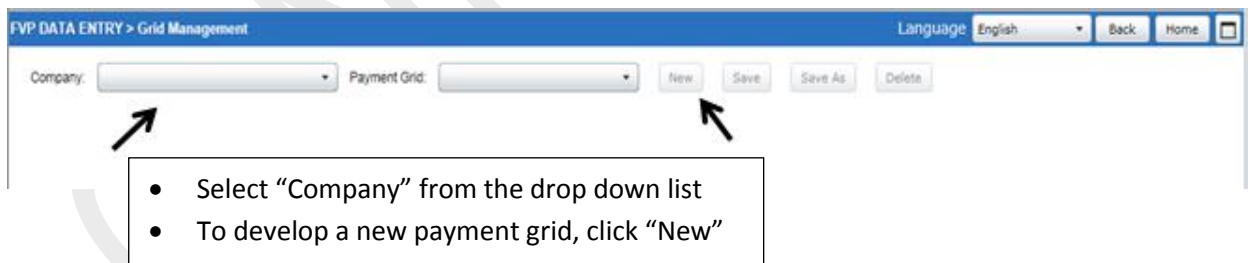 FVP DATA ENTRY > Grid Management Language English Back Home
Company: Payment Grid: New Save Save As Delete
• Select “Company” from the drop down list
• To develop a new payment grid, click “New”